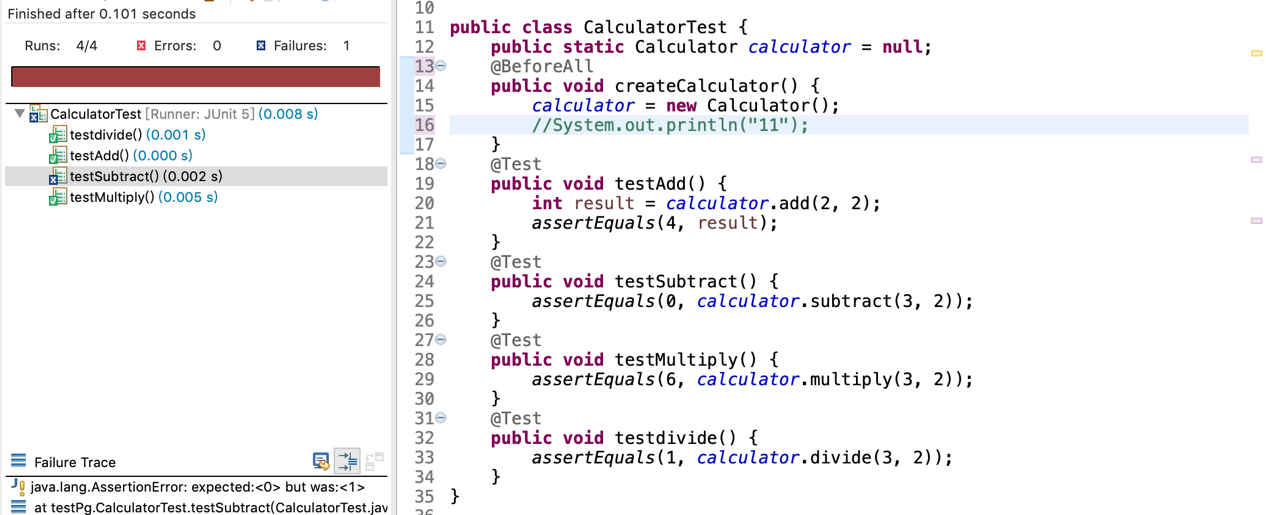 Finished after 0.101 seconds
Runs: 4/4 Errors: 0 Failures: 1
CalculatorTest [Runner: JUnit 5] (0.008 s)
testdivide() (0.001 s)
testAdd() (0.000 s)
testSubtract() (0.002 s)
testMultiply() (0.005 s)
Failure Trace
java.lang.AssertionError: expected:<0> but was:<1>
at testPg.CalculatorTest.testSubtract(CalculatorTest.jav
10
11 public class CalculatorTest {
12 public static Calculator calculator = null;
13 @BeforeAll
14 public void createCalculator() {
15 calculator = new Calculator();
16 //System.out.println("11");
17 }
18 @Test
19 public void testAdd() {
20 int result = calculator.add(2, 2);
21 assertEquals(4, result);
22 }
23 @Test
24 public void testSubtract() {
25 assertEquals(0, calculator.subtract(3, 2));
26 }
27 @Test
28 public void testMultiply() {
29 assertEquals(6, calculator.multiply(3, 2));
30 }
31 @Test
32 public void testdivide() {
33 assertEquals(1, calculator.divide(3, 2));
34 }
35 }